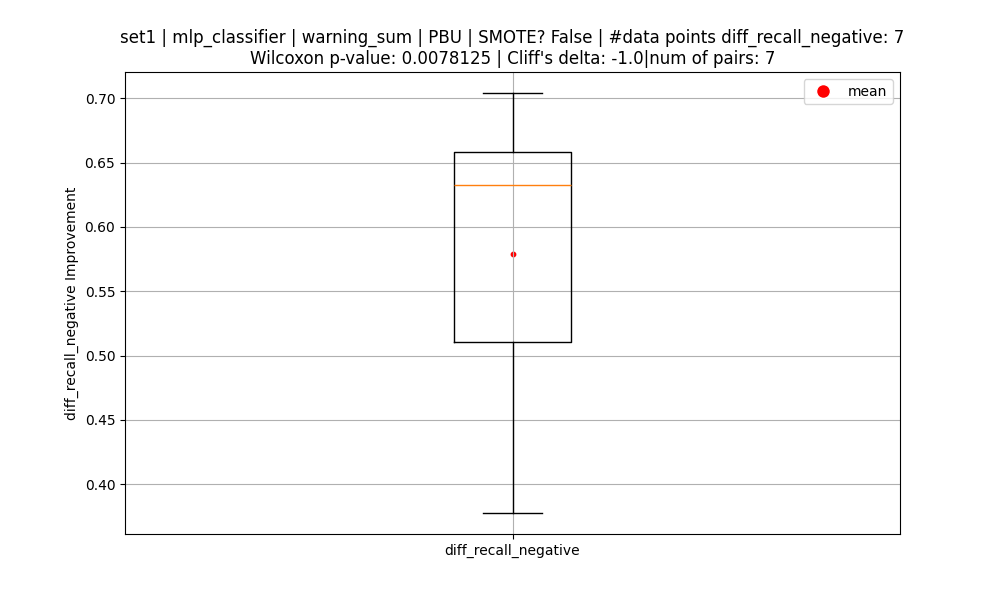 set1 | mlp_classifier | warning_sum | PBU | SMOTE? False | #data points diff_recall_negative: 7
Wilcoxon p-value: 0.0078125 | Cliff's delta: -1.0|num of pairs: 7
mean
0.70
0.65
0.60
0.55
0.50
0.45
0.40
diff_recall_negative Improvement
diff_recall_negative